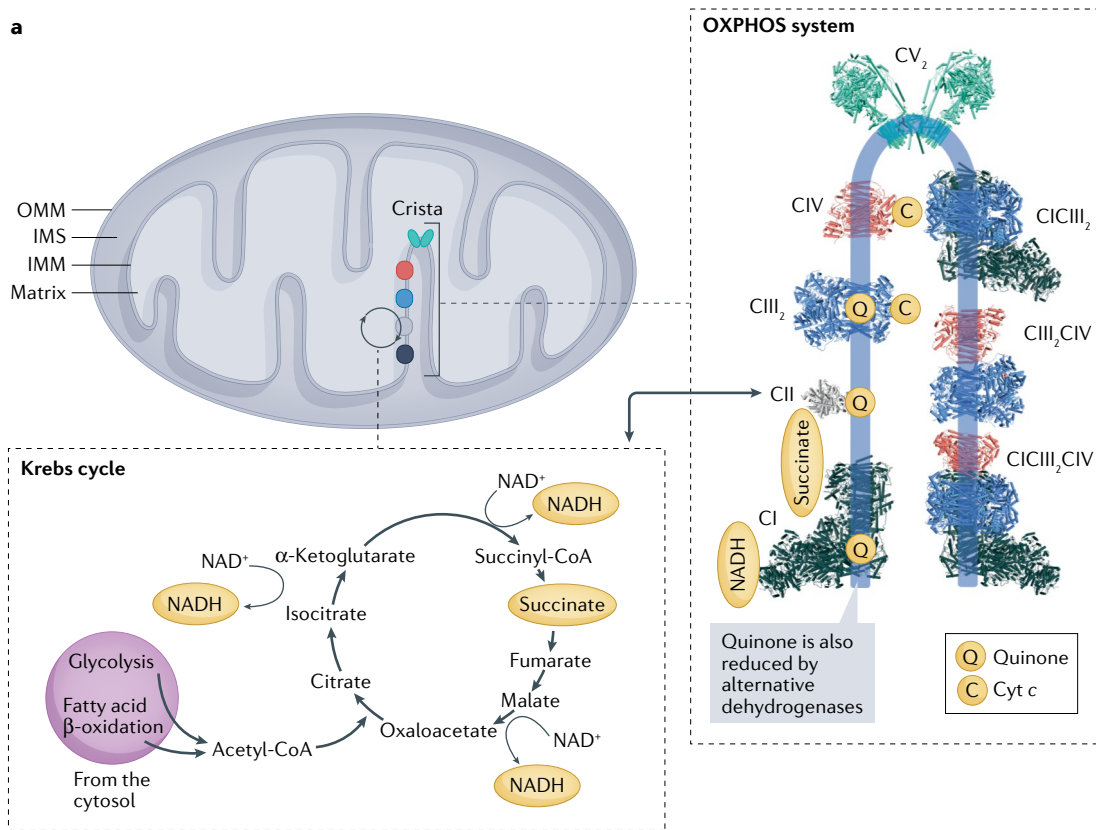 a
OMM
IMS
IMM
Matrix
Crista
OXPHOS system
CV₂
CIV
C
CICIII₂
CIII₂
Q
C
CIII₂CIV
CII
Q
Succinate
CICIII₂CIV
CI
NADH
Q
Quinone is also
reduced by
alternative
dehydrogenases
Q Quinone
C Cyt c
Krebs cycle
NAD⁺
NADH
α-Ketoglutarate
Succinyl-CoA
NAD⁺
NADH
Isocitrate
Succinate
Glycolysis
Fumarate
Citrate
Malate
Fatty acid
β-oxidation
Oxaloacetate
NAD⁺
Acetyl-CoA
NADH
From the
cytosol